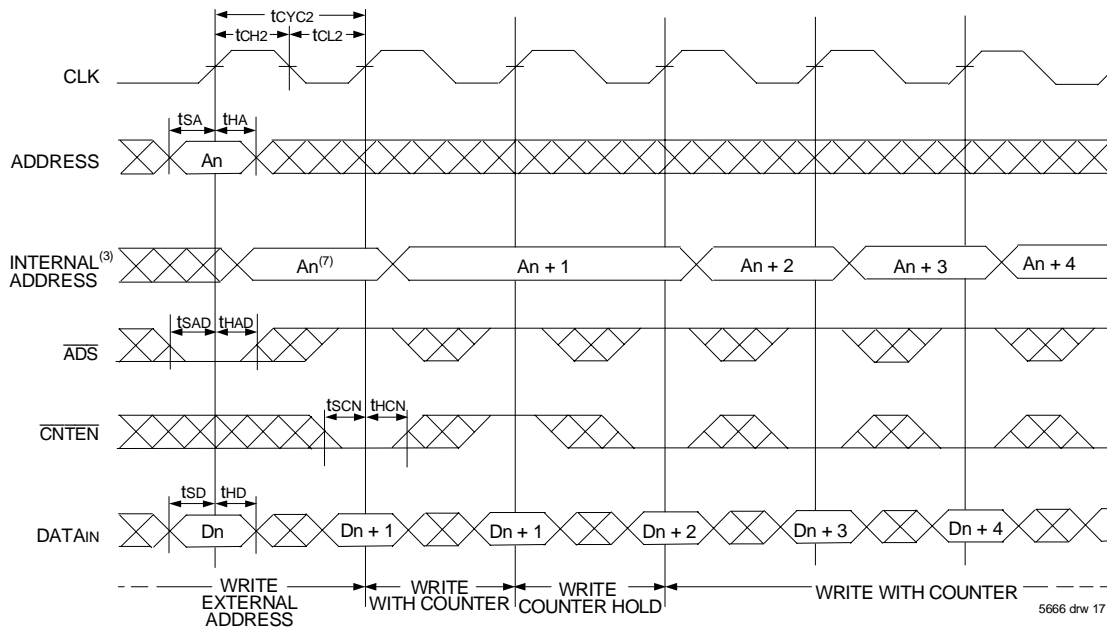 tCYC2
tCH2 tCL2
CLK
tSA tHA
ADDRESS An
INTERNAL(3)
ADDRESS An(7) An + 1 An + 2 An + 3 An + 4
tSAD tHAD
ADS
tSCN tHCN
CNTEN
tSD tHD
DATAIN Dn Dn + 1 Dn + 1 Dn + 2 Dn + 3 Dn + 4
WRITE
EXTERNAL
ADDRESS
WRITE
WITH COUNTER
WRITE
COUNTER HOLD
WRITE WITH COUNTER
5666 drw 17